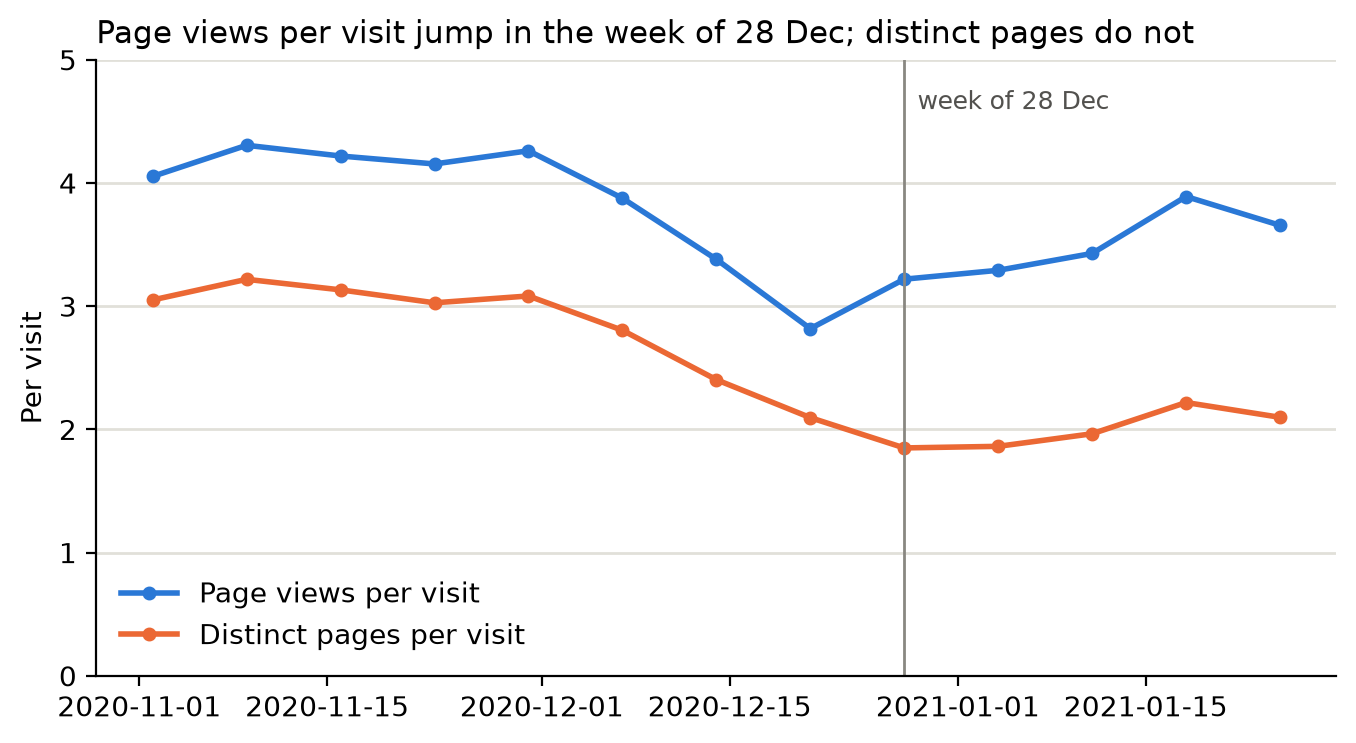 Page views per visit jump in the week of 28 Dec; distinct pages do not
5
week of 28 Dec
4
3
Per visit
2
1
Page views per visit
Distinct pages per visit
0
2020-11-01 2020-11-15 2020-12-01 2020-12-15 2021-01-01 2021-01-15